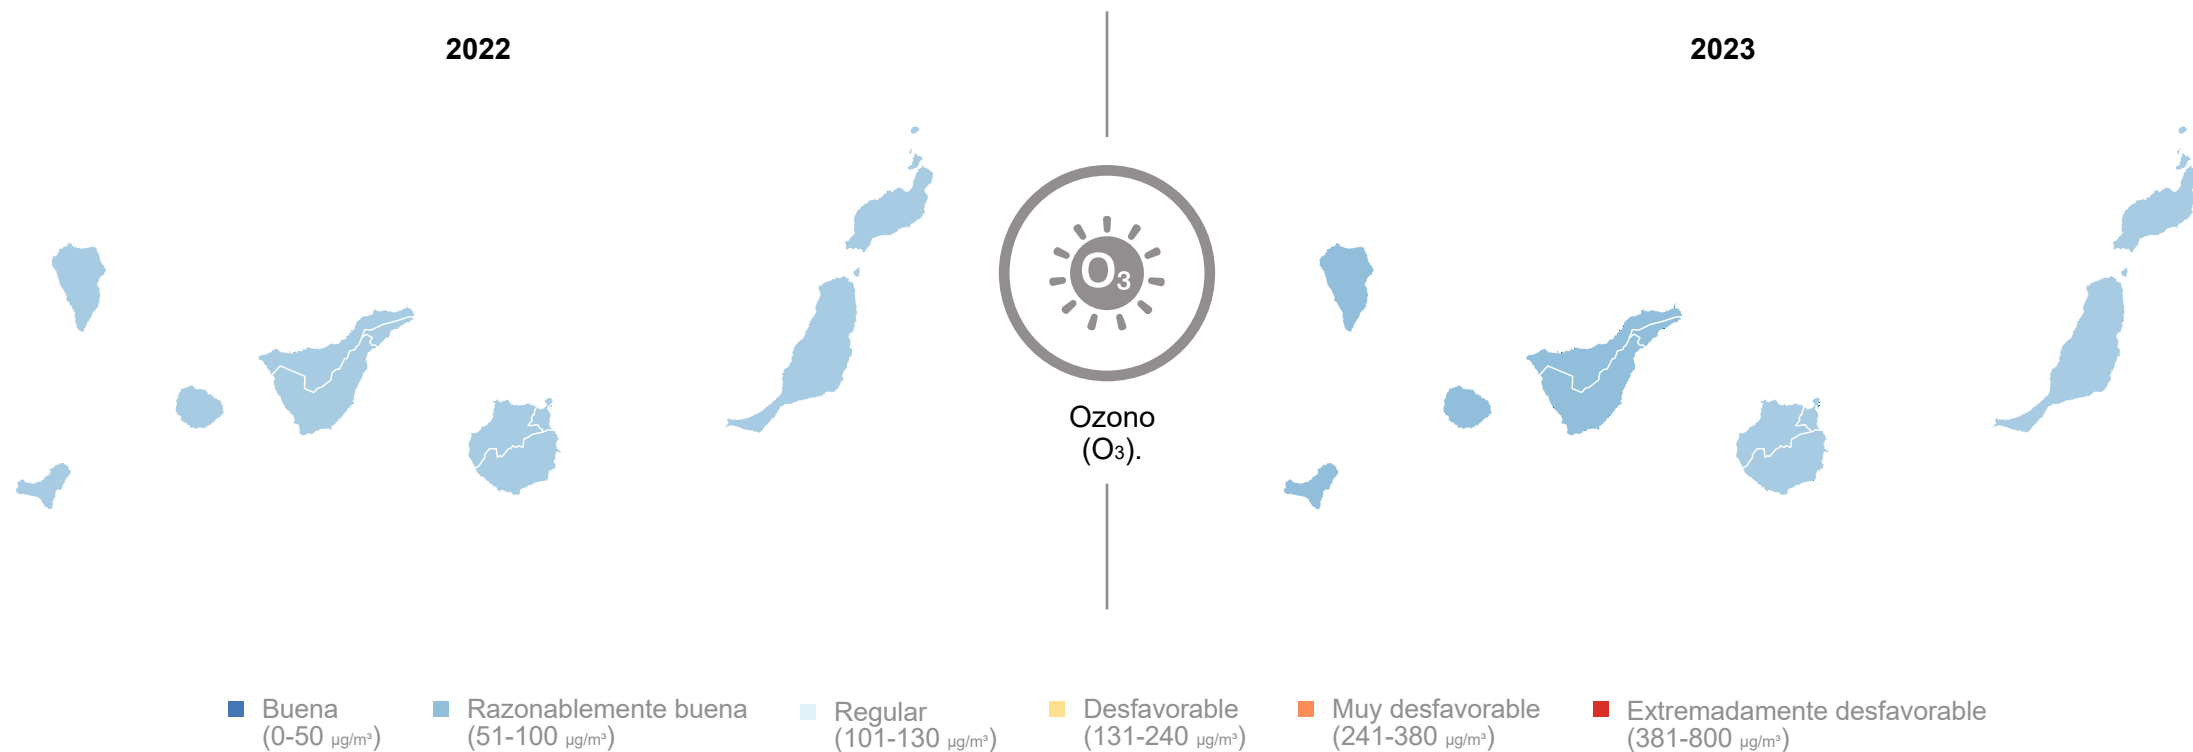 2022
2023
O₃
Ozono
(O₃).
Buena
(0-50 µg/m³)
Razonablemente buena
(51-100 µg/m³)
Regular
(101-130 µg/m³)
Desfavorable
(131-240 µg/m³)
Muy desfavorable
(241-380 µg/m³)
Extremadamente desfavorable
(381-800 µg/m³)